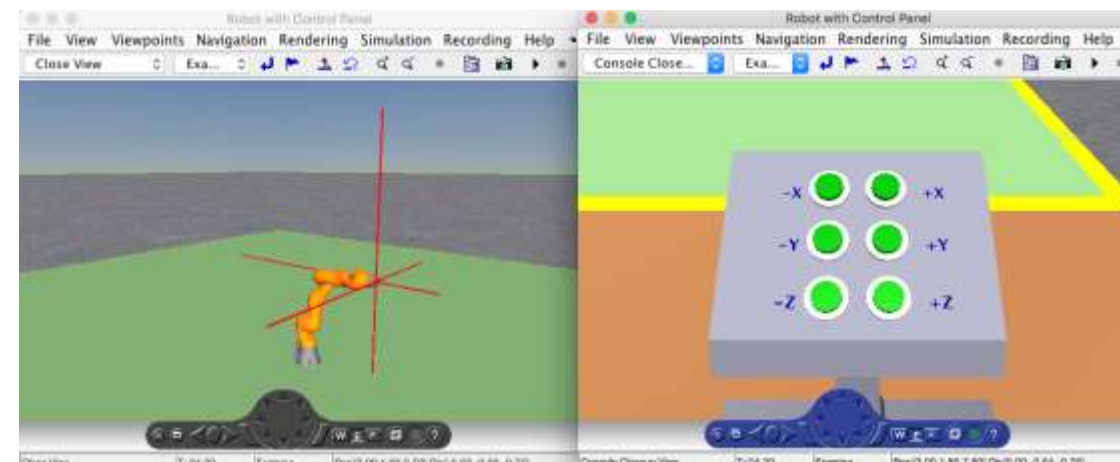 Robot with Control Panel
File View Viewpoints Navigation Rendering Simulation Recording Help
Close View Exa...
Robot with Control Panel
File View Viewpoints Navigation Rendering Simulation Recording Help
Console Close... Exa...
-X +X
-Y +Y
-Z +Z
W
?
W
?